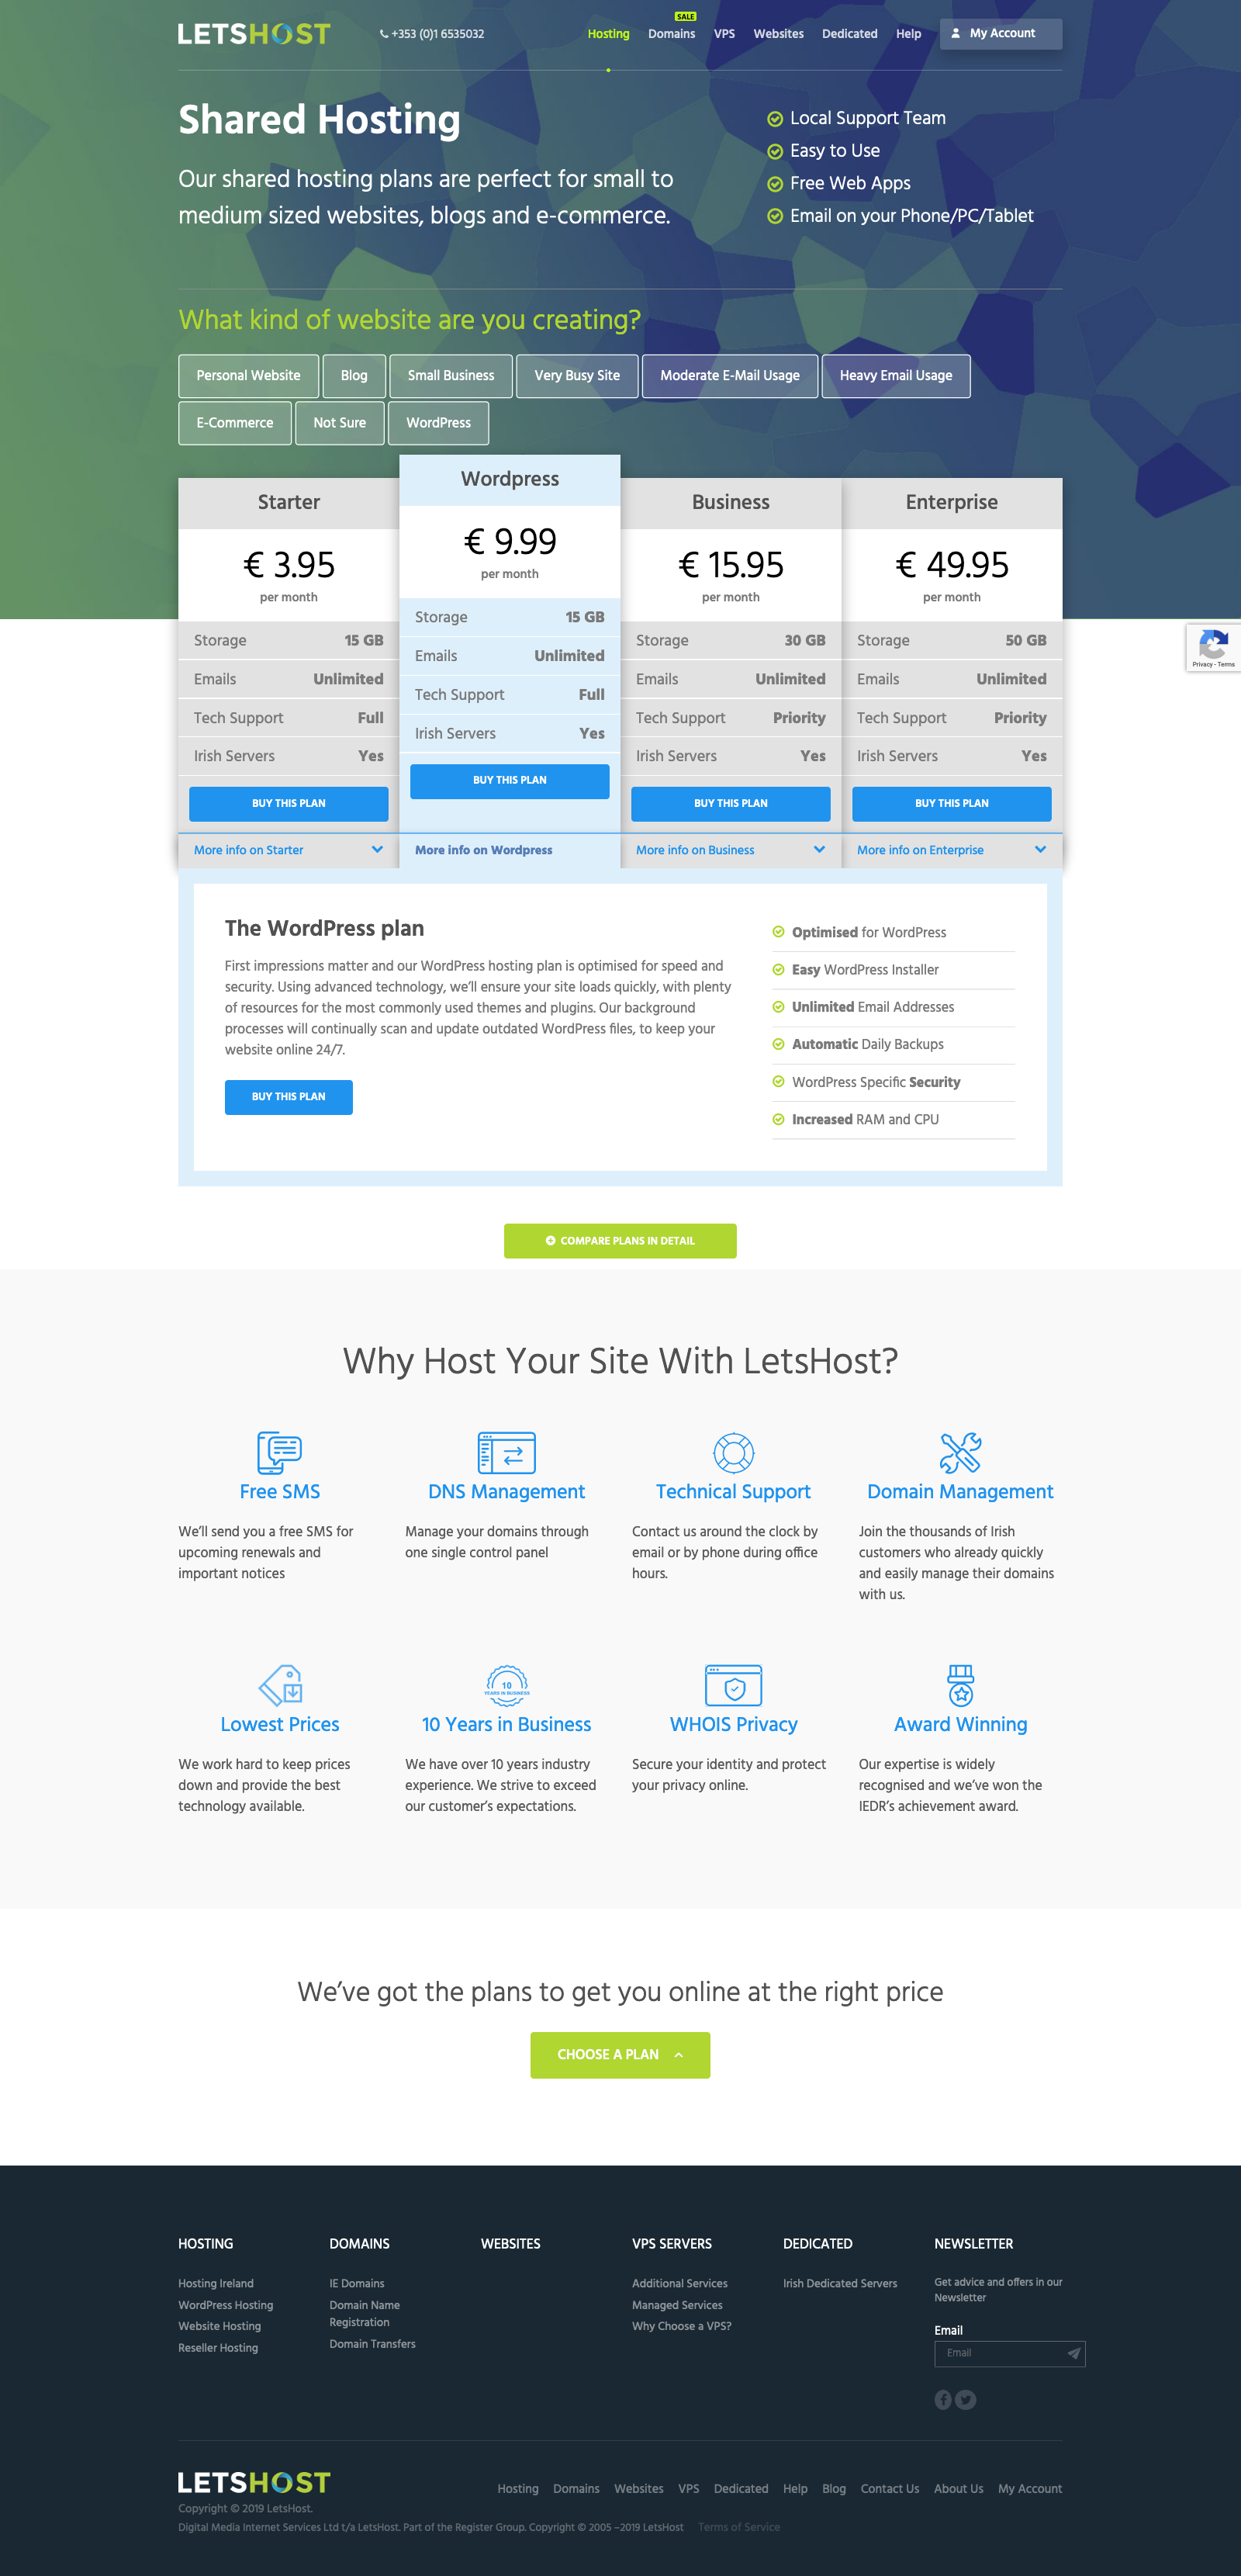 LETSHOST
+353 (0)1 6535032
SALE
Hosting Domains VPS Websites Dedicated Help My Account
Shared Hosting
Our shared hosting plans are perfect for small to
medium sized websites, blogs and e-commerce.
Local Support Team
Easy to Use
Free Web Apps
Email on your Phone/PC/Tablet
What kind of website are you creating?
Personal Website Blog Small Business Very Busy Site Moderate E-Mail Usage Heavy Email Usage
E-Commerce Not Sure WordPress
Starter
€ 3.95
per month
Storage 15 GB
Emails Unlimited
Tech Support Full
Irish Servers Yes
BUY THIS PLAN
More info on Starter
Wordpress
€ 9.99
per month
Storage 15 GB
Emails Unlimited
Tech Support Full
Irish Servers Yes
BUY THIS PLAN
More info on Wordpress
Business
€ 15.95
per month
Storage 30 GB
Emails Unlimited
Tech Support Priority
Irish Servers Yes
BUY THIS PLAN
More info on Business
Enterprise
€ 49.95
per month
Storage 50 GB
Emails Unlimited
Tech Support Priority
Irish Servers Yes
BUY THIS PLAN
More info on Enterprise
Privacy - Terms
The WordPress plan
First impressions matter and our WordPress hosting plan is optimised for speed and
security. Using advanced technology, we’ll ensure your site loads quickly, with plenty
of resources for the most commonly used themes and plugins. Our background
processes will continually scan and update outdated WordPress files, to keep your
website online 24/7.
BUY THIS PLAN
Optimised for WordPress
Easy WordPress Installer
Unlimited Email Addresses
Automatic Daily Backups
WordPress Specific Security
Increased RAM and CPU
COMPARE PLANS IN DETAIL
Why Host Your Site With LetsHost?
Free SMS
We’ll send you a free SMS for
upcoming renewals and
important notices
DNS Management
Manage your domains through
one single control panel
Technical Support
Contact us around the clock by
email or by phone during office
hours.
Domain Management
Join the thousands of Irish
customers who already quickly
and easily manage their domains
with us.
Lowest Prices
We work hard to keep prices
down and provide the best
technology available.
10
YEARS IN BUSINESS
10 Years in Business
We have over 10 years industry
experience. We strive to exceed
our customer’s expectations.
WHOIS Privacy
Secure your identity and protect
your privacy online.
Award Winning
Our expertise is widely
recognised and we’ve won the
IEDR’s achievement award.
We’ve got the plans to get you online at the right price
CHOOSE A PLAN
HOSTING
Hosting Ireland
WordPress Hosting
Website Hosting
Reseller Hosting
DOMAINS
IE Domains
Domain Name
Registration
Domain Transfers
WEBSITES
VPS SERVERS
Additional Services
Managed Services
Why Choose a VPS?
DEDICATED
Irish Dedicated Servers
NEWSLETTER
Get advice and offers in our
Newsletter
Email
Email
LETSHOST
Hosting Domains Websites VPS Dedicated Help Blog Contact Us About Us My Account
Copyright © 2019 LetsHost.
Digital Media Internet Services Ltd t/a LetsHost. Part of the Register Group. Copyright © 2005 –2019 LetsHost Terms of Service